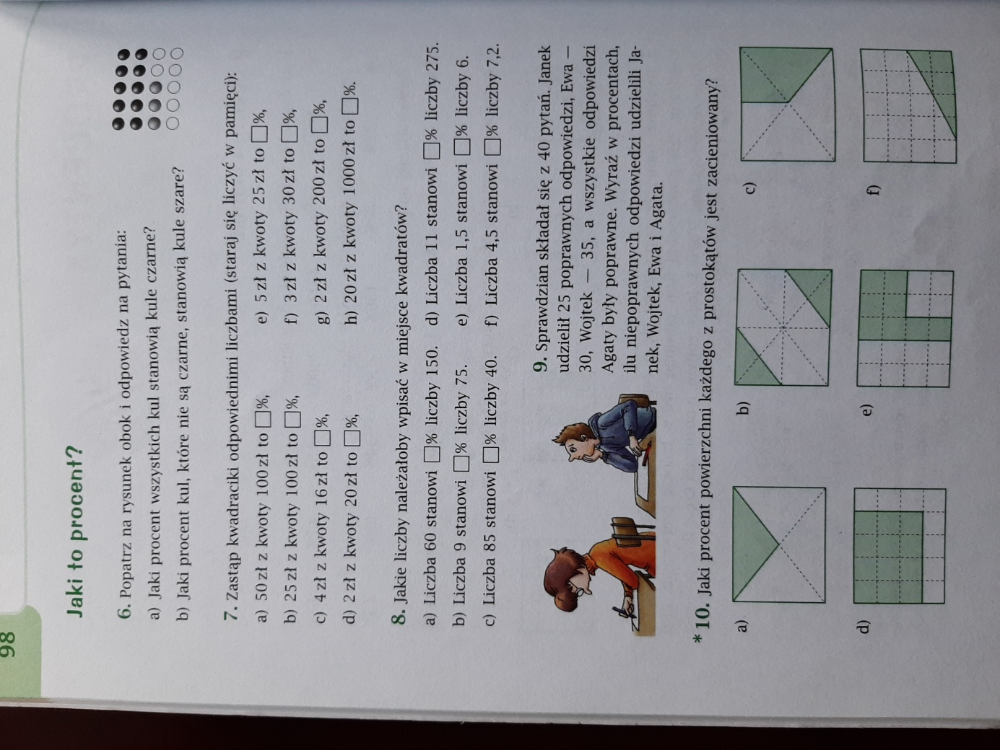 98
Jaki to procent?
6. Popatrz na rysunek obok i odpowiedz na pytania:
a) Jaki procent wszystkich kul stanowią kule czarne?
b) Jaki procent kul, które nie są czarne, stanowią kule szare?
7. Zastąp kwadraciki odpowiednimi liczbami (staraj się liczyć w pamięci):
a) 50 zł z kwoty 100 zł to □%,
b) 25 zł z kwoty 100 zł to □%,
c) 4 zł z kwoty 16 zł to □%,
d) 2 zł z kwoty 20 zł to □%,
e) 5 zł z kwoty 25 zł to □%,
f) 3 zł z kwoty 30 zł to □%,
g) 2 zł z kwoty 200 zł to □%,
h) 20 zł z kwoty 1000 zł to □%.
8. Jakie liczby należałoby wpisać w miejsce kwadratów?
a) Liczba 60 stanowi □% liczby 150.
b) Liczba 9 stanowi □% liczby 75.
c) Liczba 85 stanowi □% liczby 40.
d) Liczba 11 stanowi □% liczby 275.
e) Liczba 1,5 stanowi □% liczby 6.
f) Liczba 4,5 stanowi □% liczby 7,2.
9. Sprawdzian składał się z 40 pytań. Janek
udzielił 25 poprawnych odpowiedzi, Ewa —
30, Wojtek — 35, a wszystkie odpowiedzi
Agaty były poprawne. Wyraź w procentach,
ilu niepoprawnych odpowiedzi udzielili Ja-
nek, Wojtek, Ewa i Agata.
*10. Jaki procent powierzchni każdego z prostokątów jest zacieniowany?
a)
b)
c)
d)
e)
f)